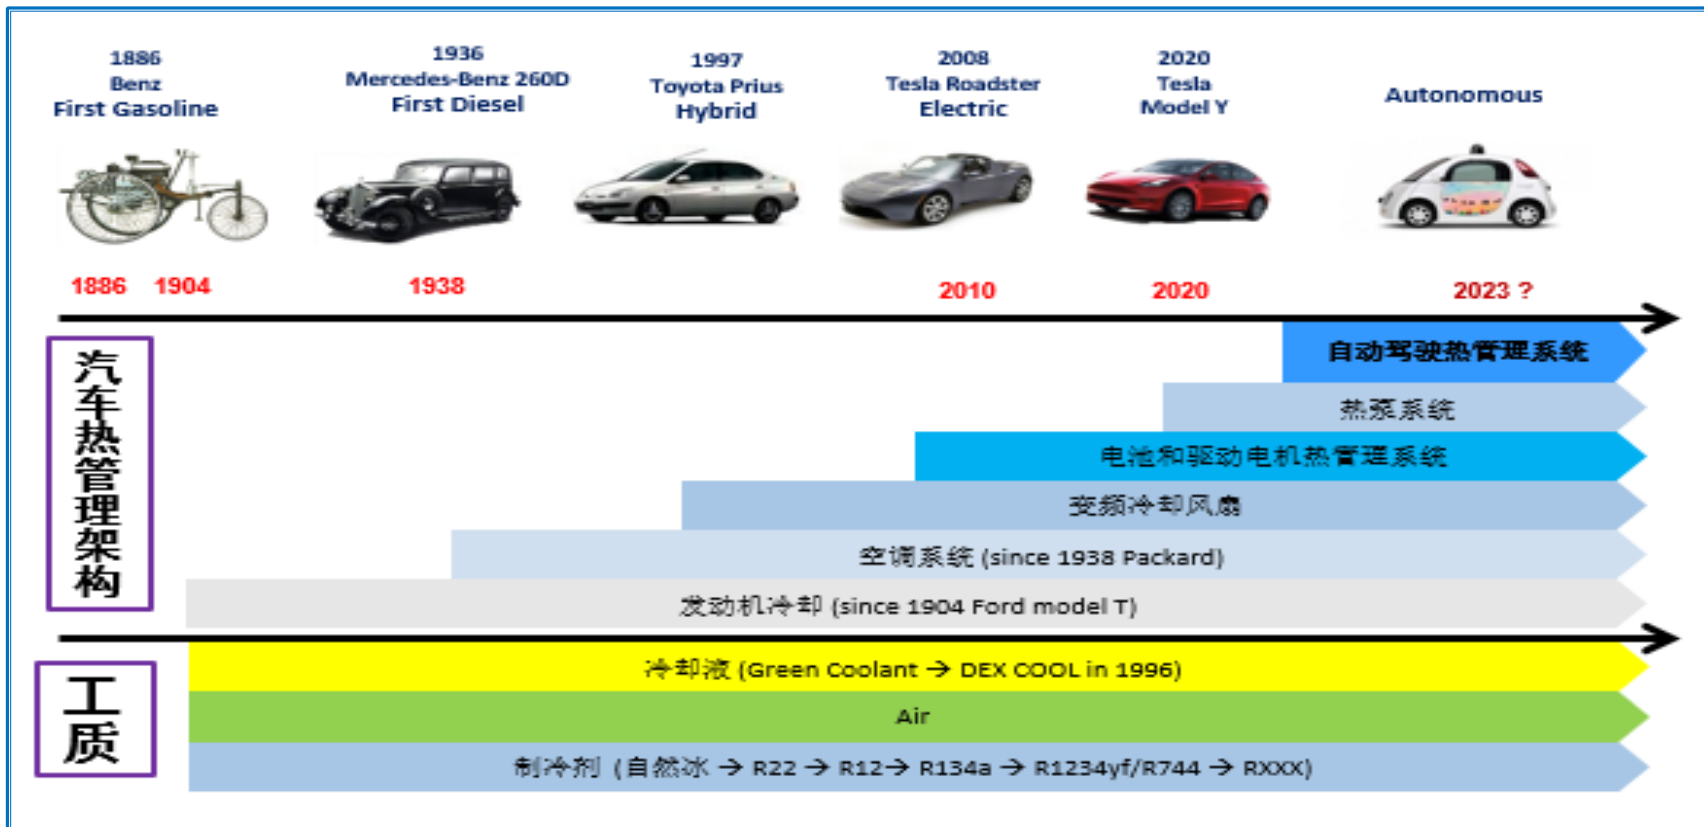 1886
Benz
First Gasoline
1936
Mercedes-Benz 260D
First Diesel
1997
Toyota Prius
Hybrid
2008
Tesla Roadster
Electric
2020
Tesla
Model Y
Autonomous
1886
1904
1938
2010
2020
2023 ?
汽车热管理架构
自动驾驶热管理系统
热泵系统
电池和驱动电机热管理系统
变频冷却风扇
空调系统 (since 1938 Packard)
发动机冷却 (since 1904 Ford model T)
工质
冷却液 (Green Coolant → DEX COOL in 1996)
Air
制冷剂 (自然冰 → R22 → R12→ R134a → R1234yf/R744 → RXXX)